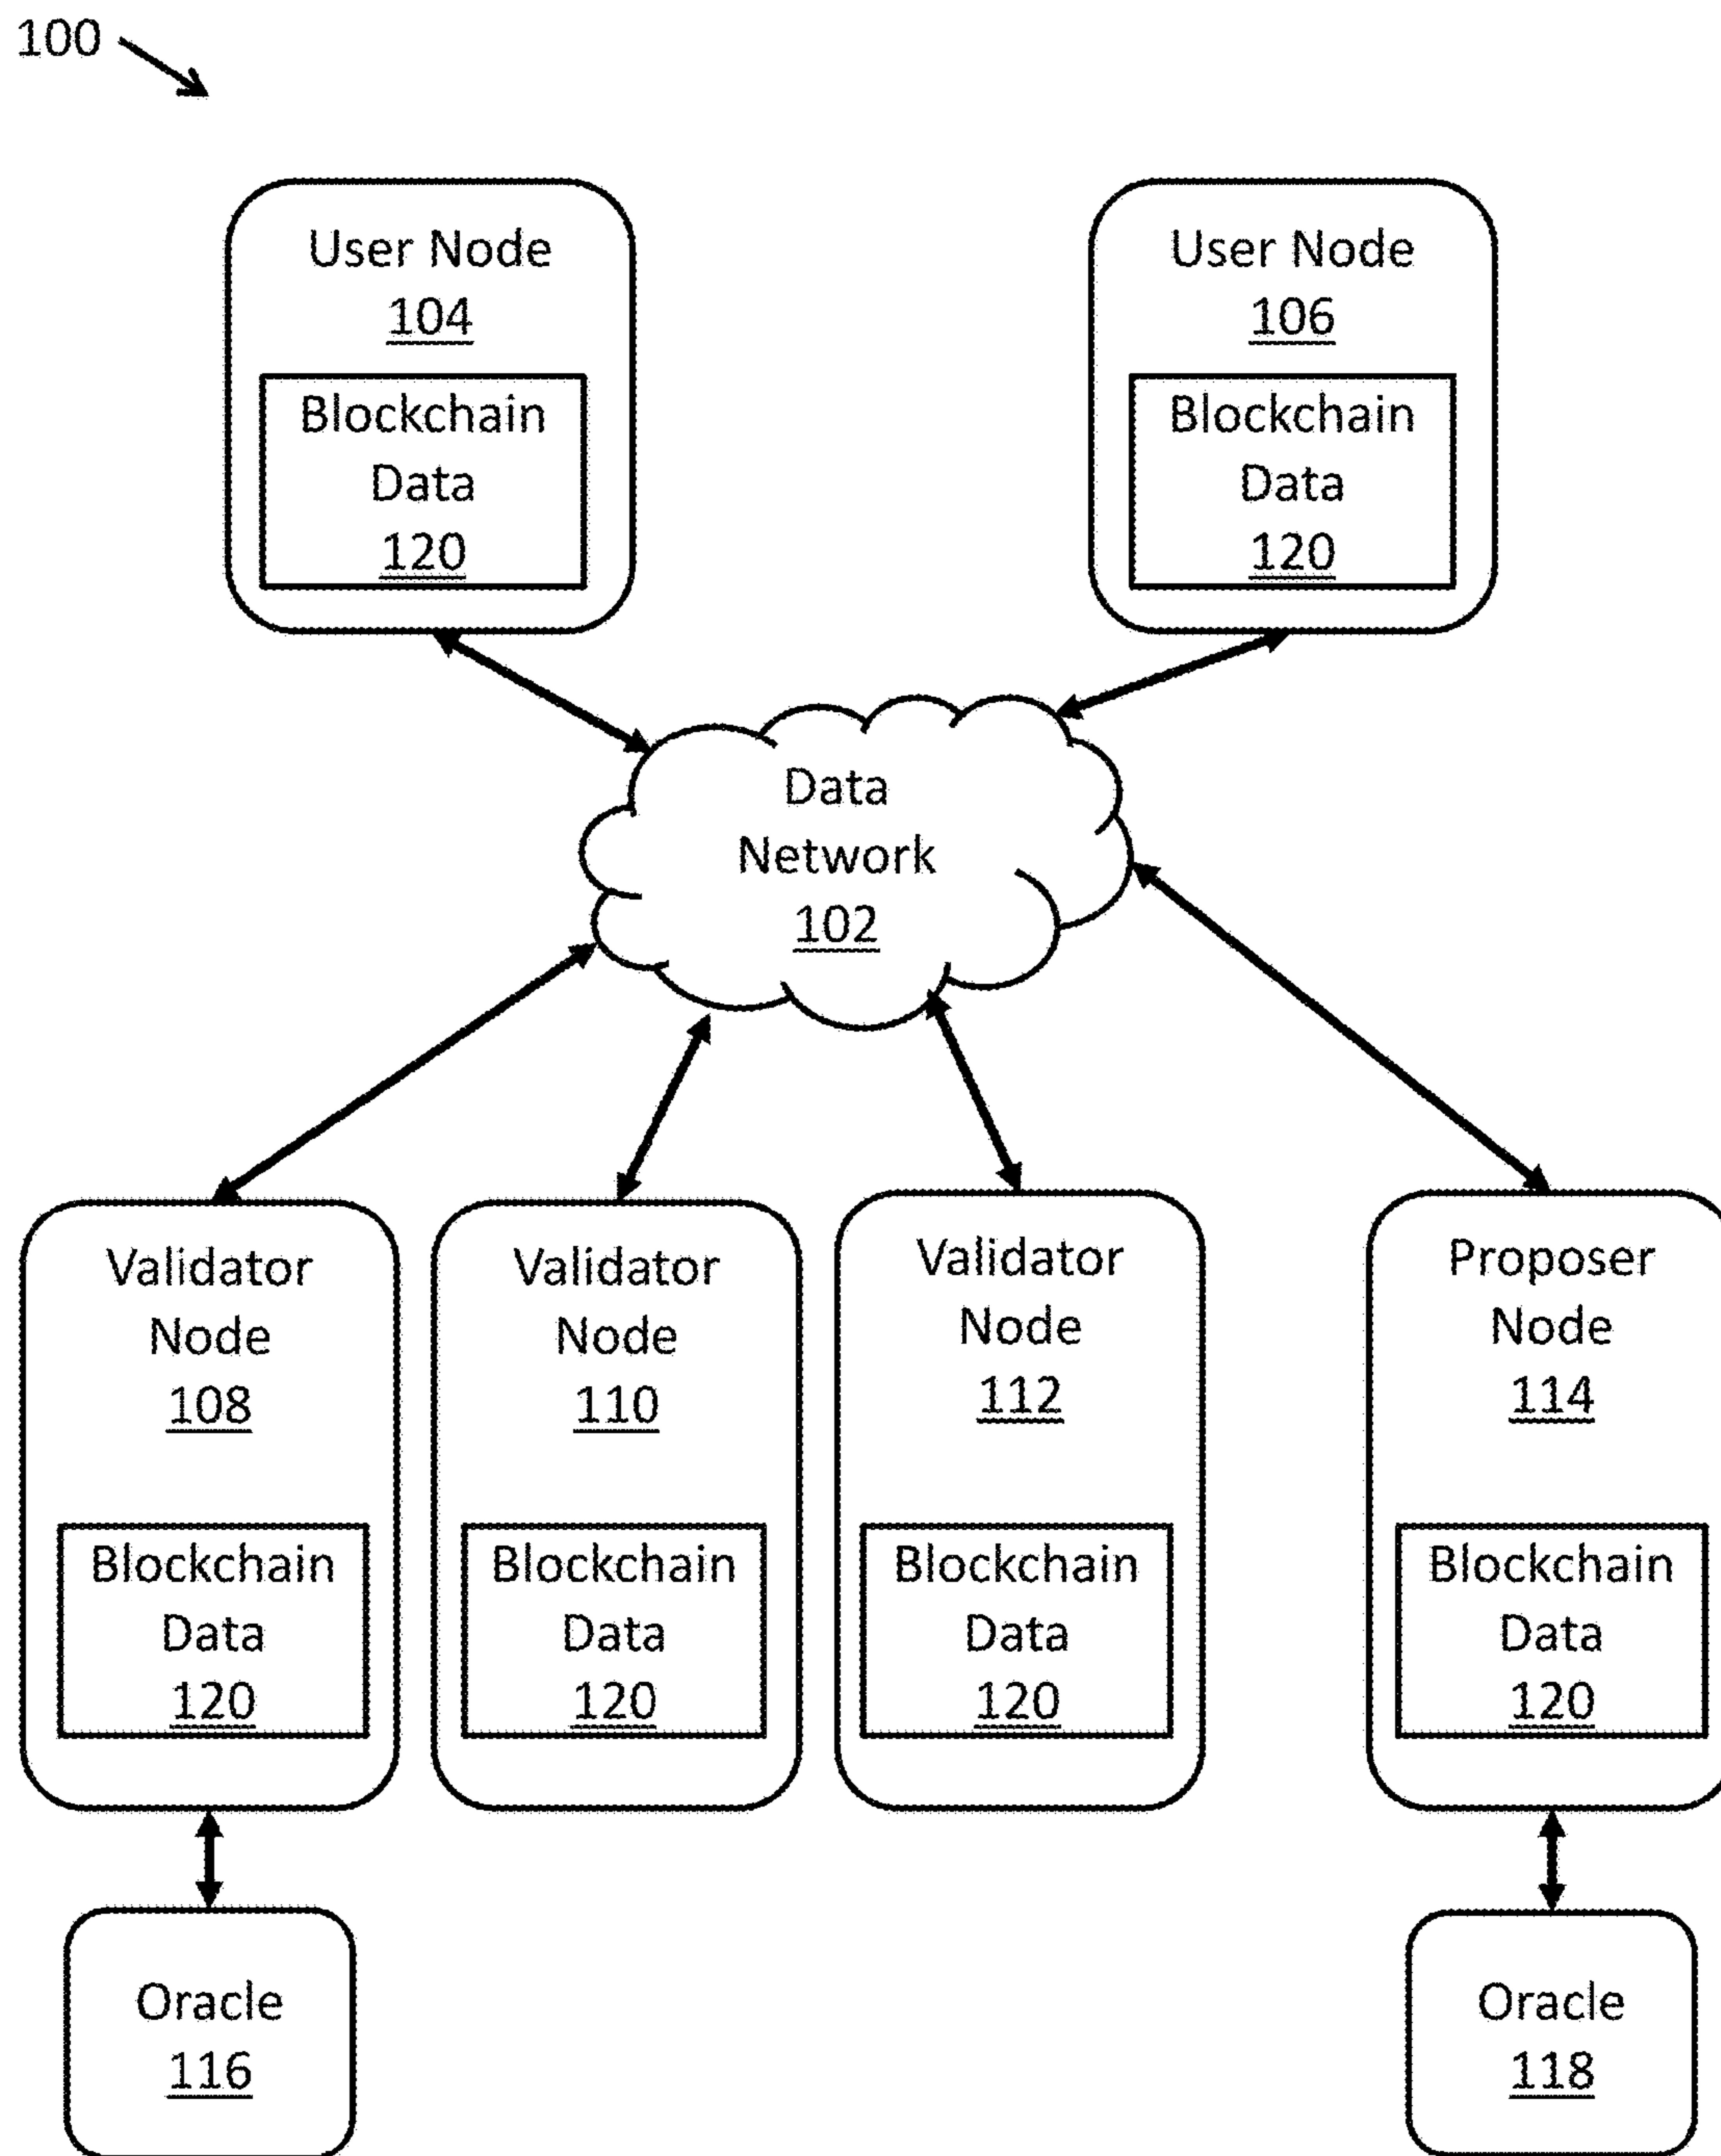 100
User Node
104
Blockchain
Data
120
User Node
106
Blockchain
Data
120
Data
Network
102
Validator
Node
108
Blockchain
Data
120
Validator
Node
110
Blockchain
Data
120
Validator
Node
112
Blockchain
Data
120
Proposer
Node
114
Blockchain
Data
120
Oracle
116
Oracle
118